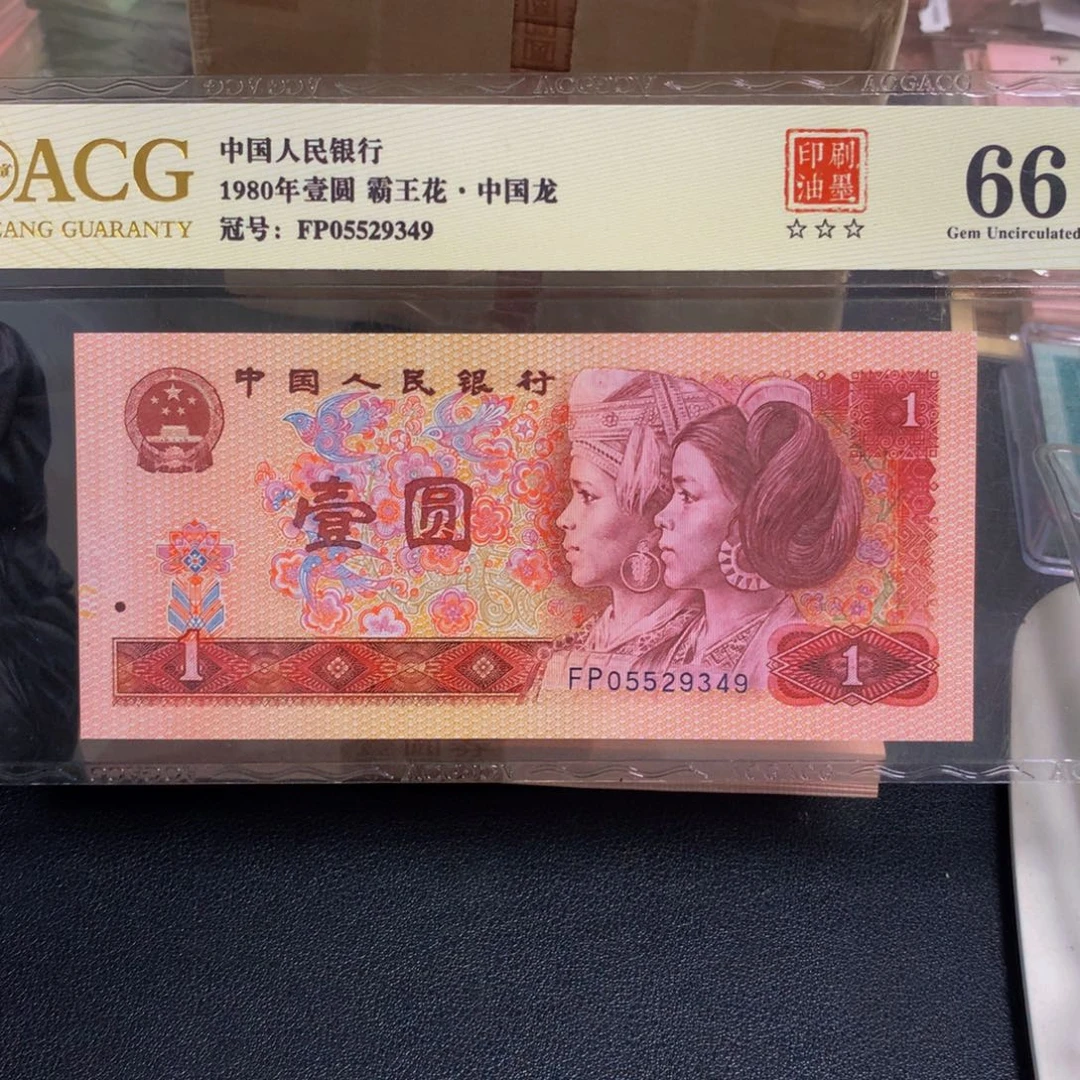 ACG
中国人民银行
1980年壹圆 霸王花·中国龙
冠号：FP05529349
GUARANTY
印刷
油墨
☆☆☆
66
Gem Uncirculated
中国人民银行
1
壹圆
1
FP05529349
1